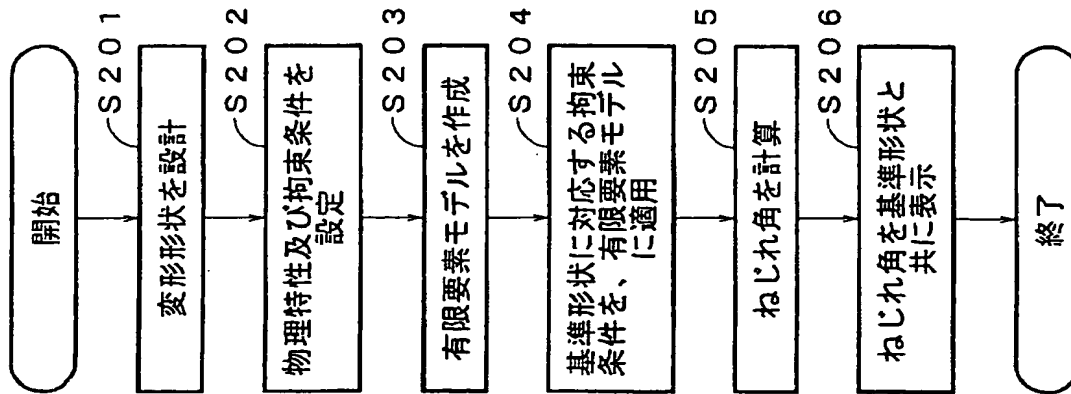 開始
S201
変形形状を設計
S202
物理特性及び拘束条件を
設定
S203
有限要素モデルを作成
S204
基準形状に対応する拘束
条件を、有限要素モデル
に適用
S205
ねじれ角を計算
S206
ねじれ角を基準形状と
共に表示
終了